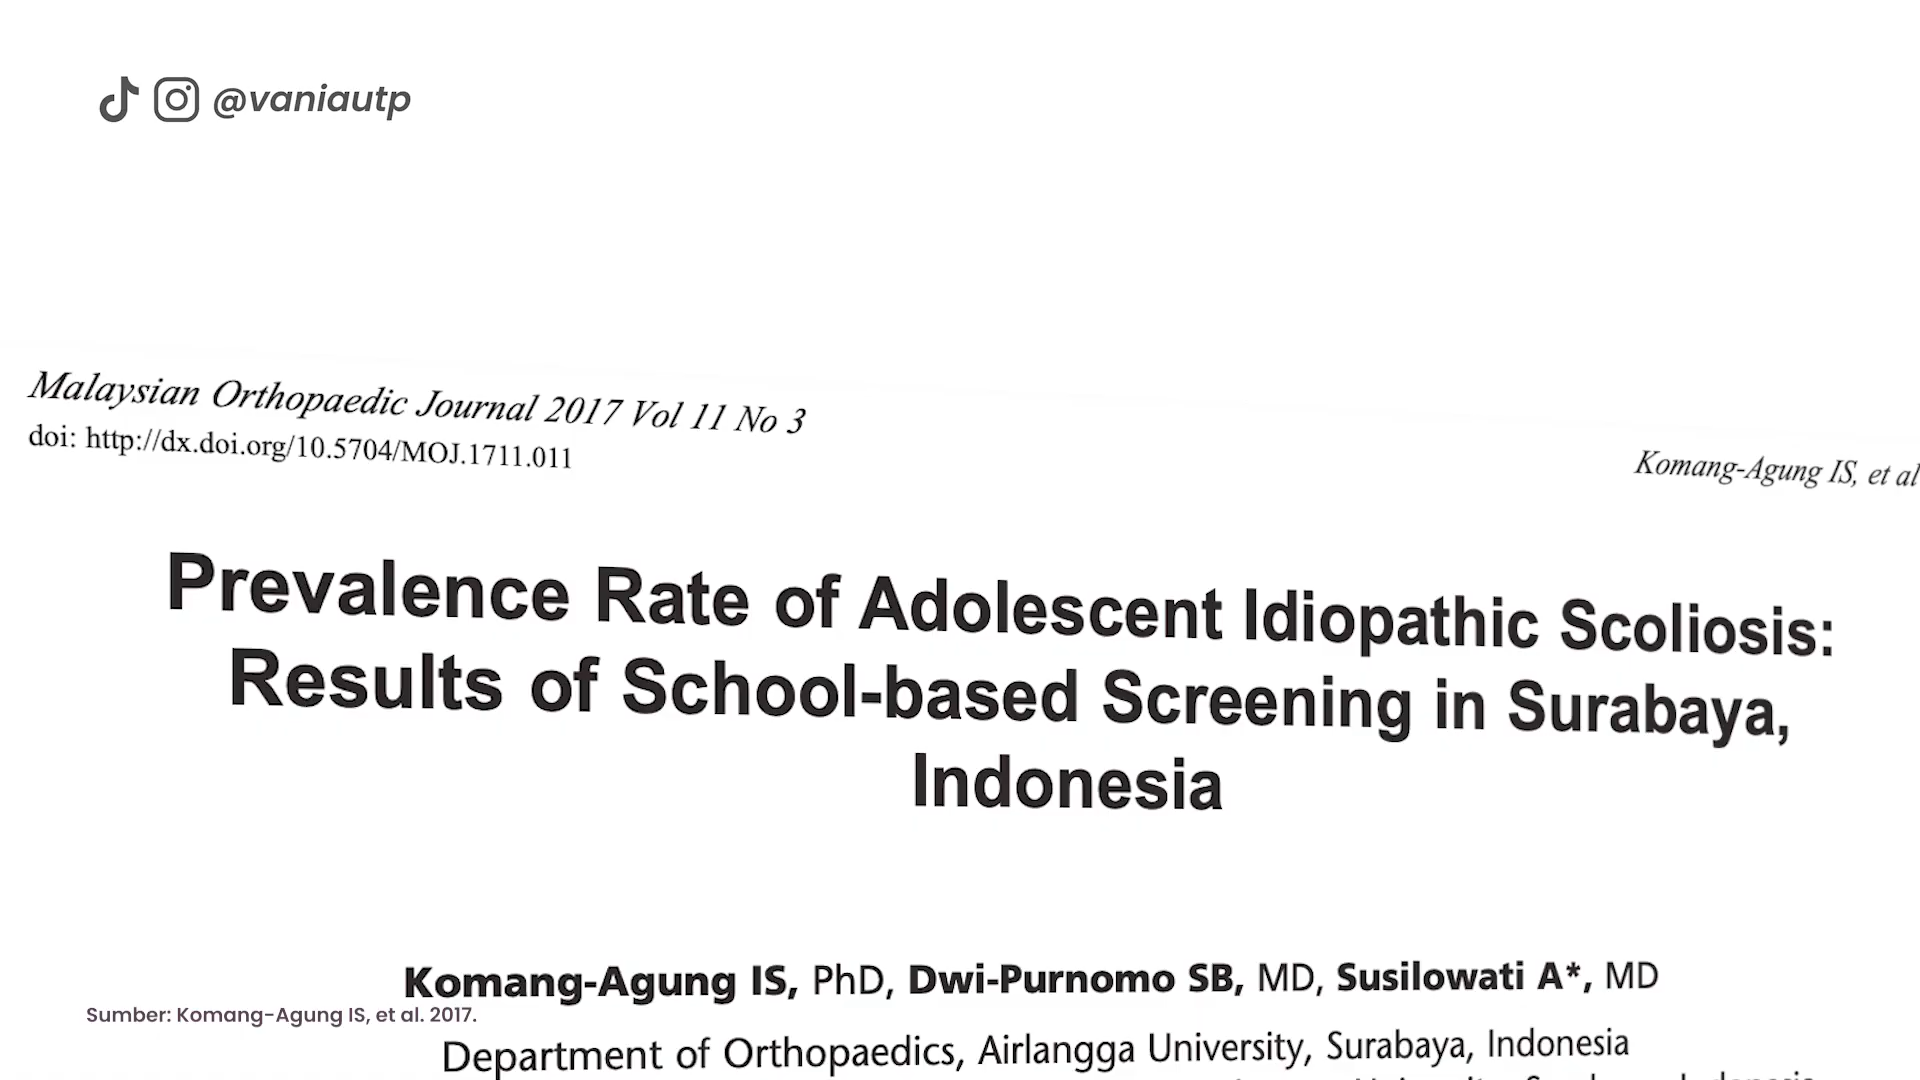 @vaniautp
Malaysian Orthopaedic Journal 2017 Vol 11 No 3
doi: http://dx.doi.org/10.5704/MOJ.1711.011
Komang-Agung IS, et al
Prevalence Rate of Adolescent Idiopathic Scoliosis:
Results of School-based Screening in Surabaya,
Indonesia
Komang-Agung IS, PhD, Dwi-Purnomo SB, MD, Susilowati A*, MD
Sumber: Komang-Agung IS, et al. 2017.
Department of Orthopaedics, Airlangga University, Surabaya, Indonesia